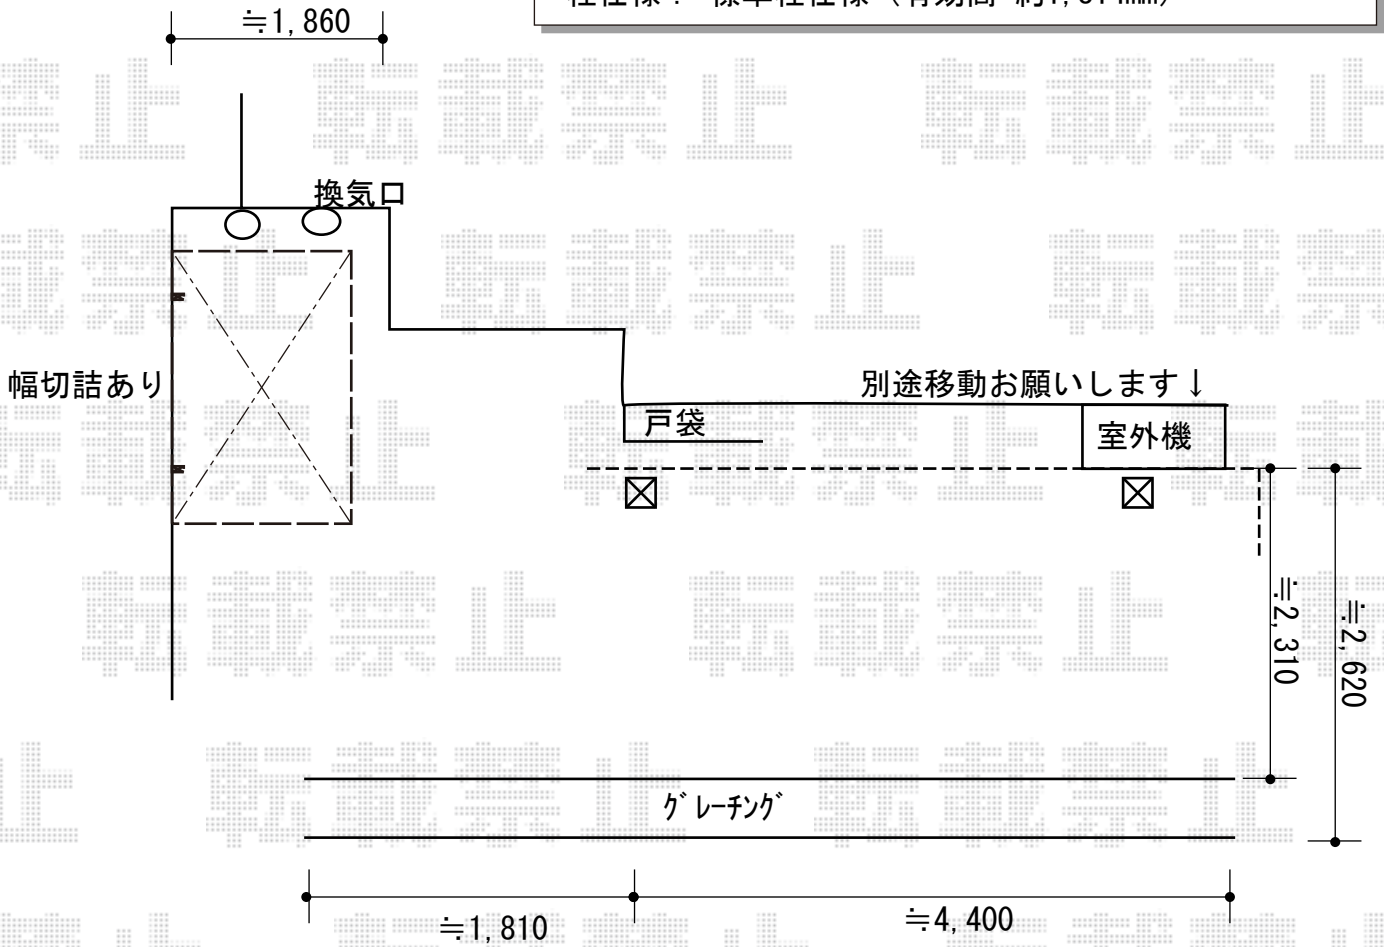 ≒1,860
換気口
幅切詰あり
別途移動お願いします↓
戸袋
室外機
≒2,310
≒2,620
グレーチング
≒1,810
≒4,400
転載禁止